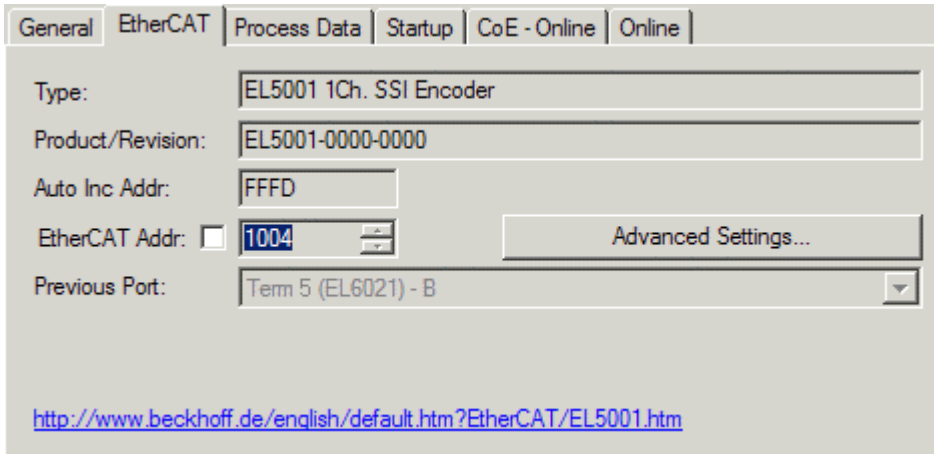 General EtherCAT Process Data Startup CoE - Online Online
Type: EL5001 1Ch. SSI Encoder
Product/Revision: EL5001-0000-0000
Auto Inc Addr: FFFD
EtherCAT Addr: 1004 Advanced Settings...
Previous Port: Term 5 (EL6021) - B
http://www.beckhoff.de/english/default.htm?EtherCAT/EL5001.htm